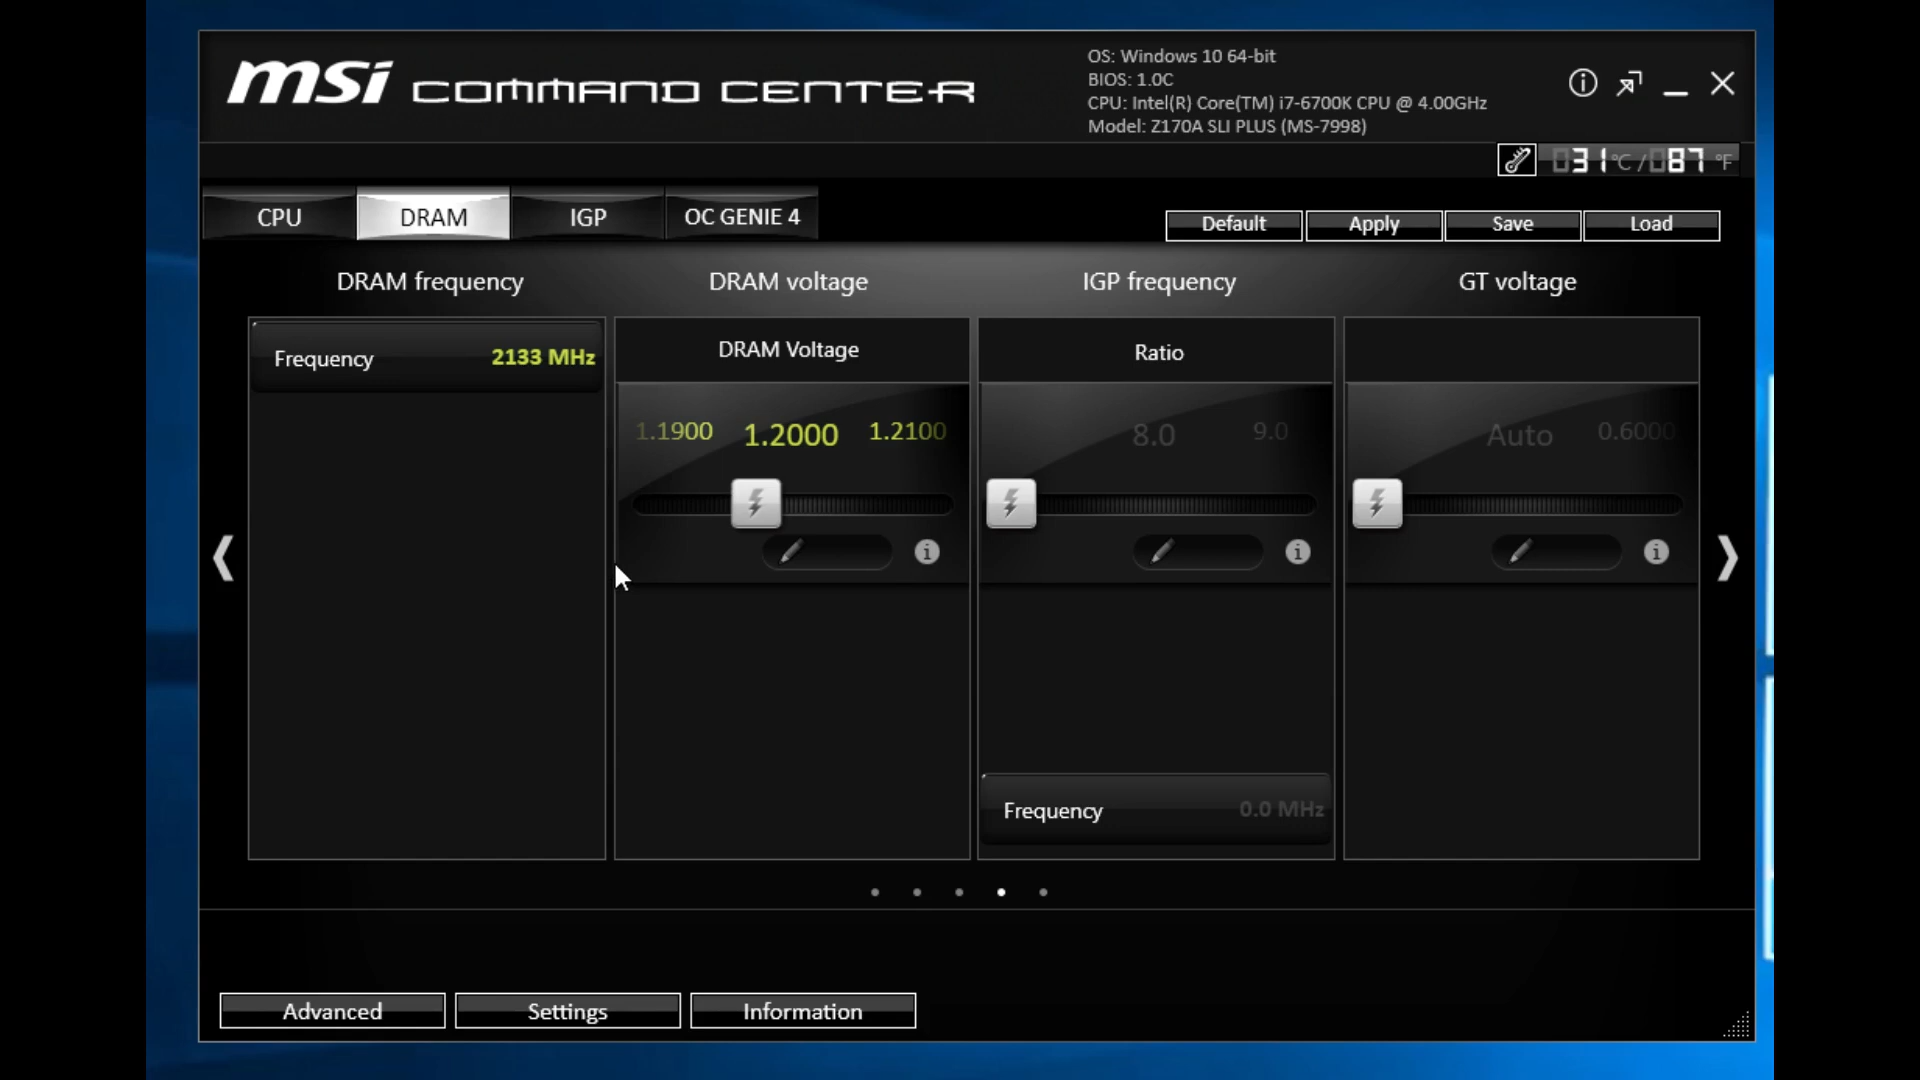 msi COMMAND CENTER
OS: Windows 10 64-bit
BIOS: 1.0C
CPU: Intel(R) Core(TM) i7-6700K CPU @ 4.00GHz
Model: Z170A SLI PLUS (MS-7998)
31°C / 87 °F
CPU DRAM IGP OC GENIE 4
Default Apply Save Load
DRAM frequency DRAM voltage IGP frequency GT voltage
Frequency 2133 MHz
DRAM Voltage
Ratio
1.1900 1.2000 1.2100
8.0 9.0
Auto 0.6000
Frequency 0.0 MHz
Advanced Settings Information